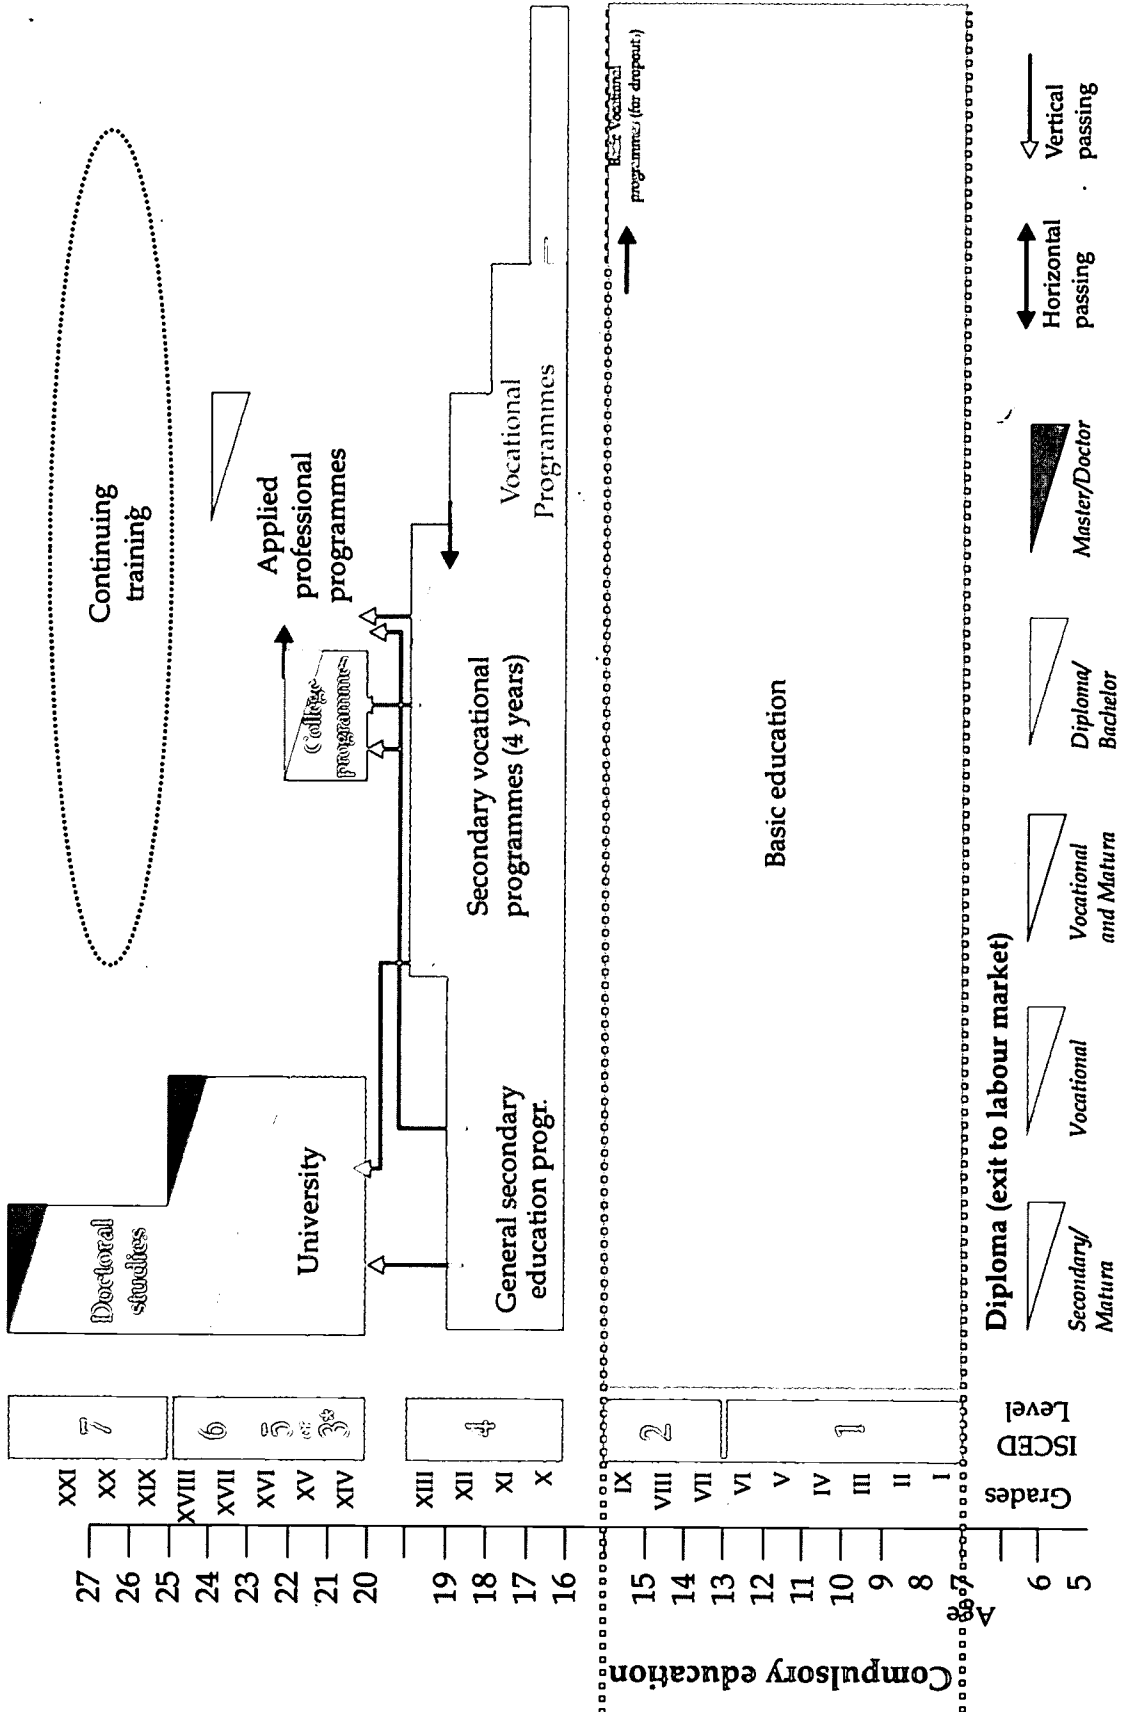 Continuing
training
Applied
professional
programmes
College
programmes
Doctoral
studies
University
General secondary
education progr.
Secondary vocational
programmes (4 years)
Vocational
Programmes
Vocational
programmes (for dropouts)
Basic education
Compulsory education
27
26
25
24
23
22
21
20
19
18
17
16
15
14
13
12
11
10
9
8
7
6
5
Age
XXI
XX
XIX
XVIII
XVII
XVI
XV
XIV
XIII
XII
XI
X
IX
VIII
VII
VI
V
IV
III
II
I
Grades
7
6
5
3*
4
2
1
ISCED
Level
Diploma (exit to labour market)
Secondary/
Matura
Vocational
Vocational
and Matura
Diploma/
Bachelor
Master/Doctor
Horizontal
passing
Vertical
passing